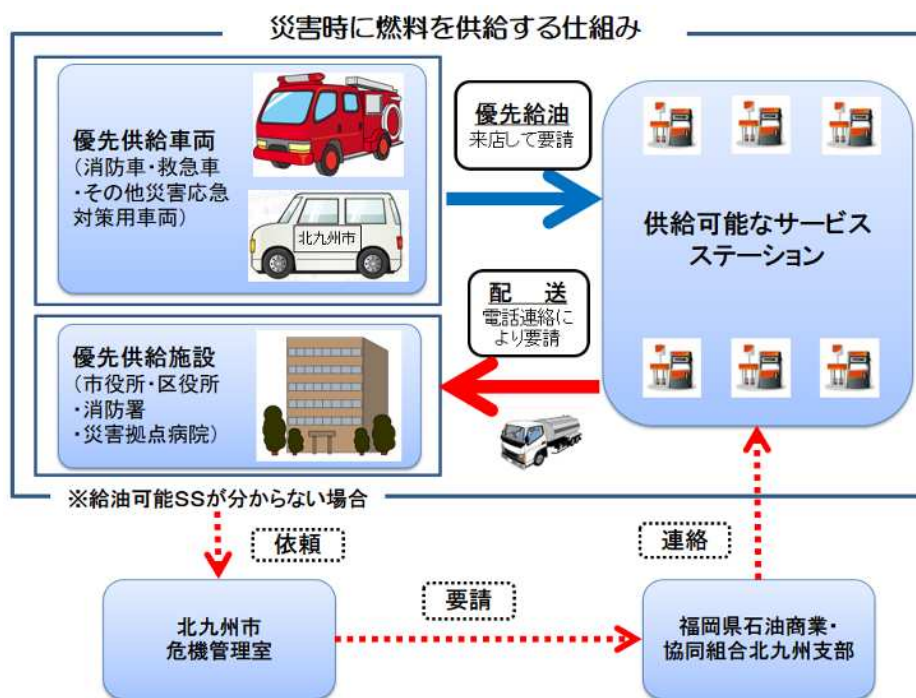 災害時に燃料を供給する仕組み
優先供給車両
（消防車・救急車
・その他災害応急
対策用車両）
北九州市
優先給油
来店して要請
供給可能なサービス
ステーション
配　送
電話連絡に
より要請
優先供給施設
（市役所・区役所
・消防署
・災害拠点病院）
※給油可能ＳＳが分からない場合
依頼
連絡
要請
北九州市
危機管理室
福岡県石油商業・
協同組合北九州支部